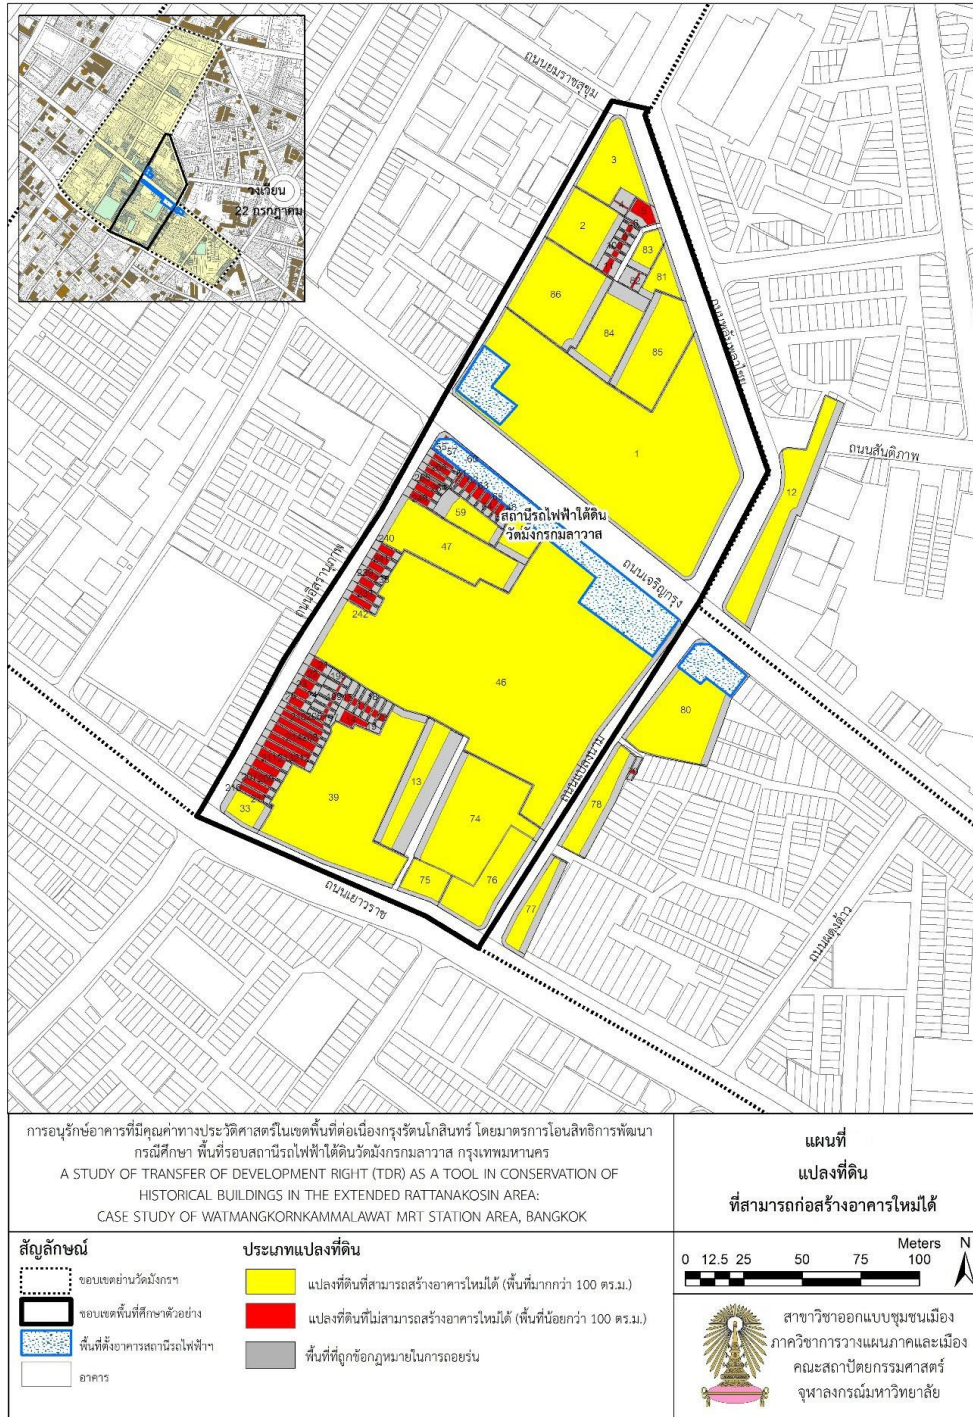 วงเวียน
22 กรกฎาคม
ถนนยมราชสุขุม
3
2
83
81
82
86
84
85
ถนนพลับพลาไชย
1
12
ถนนสันติภาพ
59
สถานีรถไฟฟ้าใต้ดิน
วัดมังกรกมลาวาส
47
240
242
ถนนอิสรานุภาพ
ถนนเจริญกรุง
46
80
ถนนแปลงนาม
78
13
39
33
74
75
76
77
ถนนเยาวราช
ถนนผดุงด้าว
การอนุรักษ์อาคารที่มีคุณค่าทางประวัติศาสตร์ในเขตพื้นที่ต่อเนื่องกรุงรัตนโกสินทร์ โดยมาตรการโอนสิทธิการพัฒนา
กรณีศึกษา พื้นที่รอบสถานีรถไฟฟ้าใต้ดินวัดมังกรกมลาวาส กรุงเทพมหานคร
A STUDY OF TRANSFER OF DEVELOPMENT RIGHT (TDR) AS A TOOL IN CONSERVATION OF
HISTORICAL BUILDINGS IN THE EXTENDED RATTANAKOSIN AREA:
CASE STUDY OF WATMANGKORNKAMMALAWAT MRT STATION AREA, BANGKOK
แผนที่
แปลงที่ดิน
ที่สามารถก่อสร้างอาคารใหม่ได้
สัญลักษณ์
ขอบเขตย่านวัดมังกรฯ
ขอบเขตพื้นที่ศึกษาตัวอย่าง
พื้นที่ตั้งอาคารสถานีรถไฟฟ้าฯ
อาคาร
ประเภทแปลงที่ดิน
แปลงที่ดินที่สามารถสร้างอาคารใหม่ได้ (พื้นที่มากกว่า 100 ตร.ม.)
แปลงที่ดินที่ไม่สามารถสร้างอาคารใหม่ได้ (พื้นที่น้อยกว่า 100 ตร.ม.)
พื้นที่ที่ถูกข้อกฎหมายในการถอยร่น
Meters
0 12.5 25 50 75 100
N
สาขาวิชาออกแบบชุมชนเมือง
ภาควิชาการวางแผนภาคและเมือง
คณะสถาปัตยกรรมศาสตร์
จุฬาลงกรณ์มหาวิทยาลัย